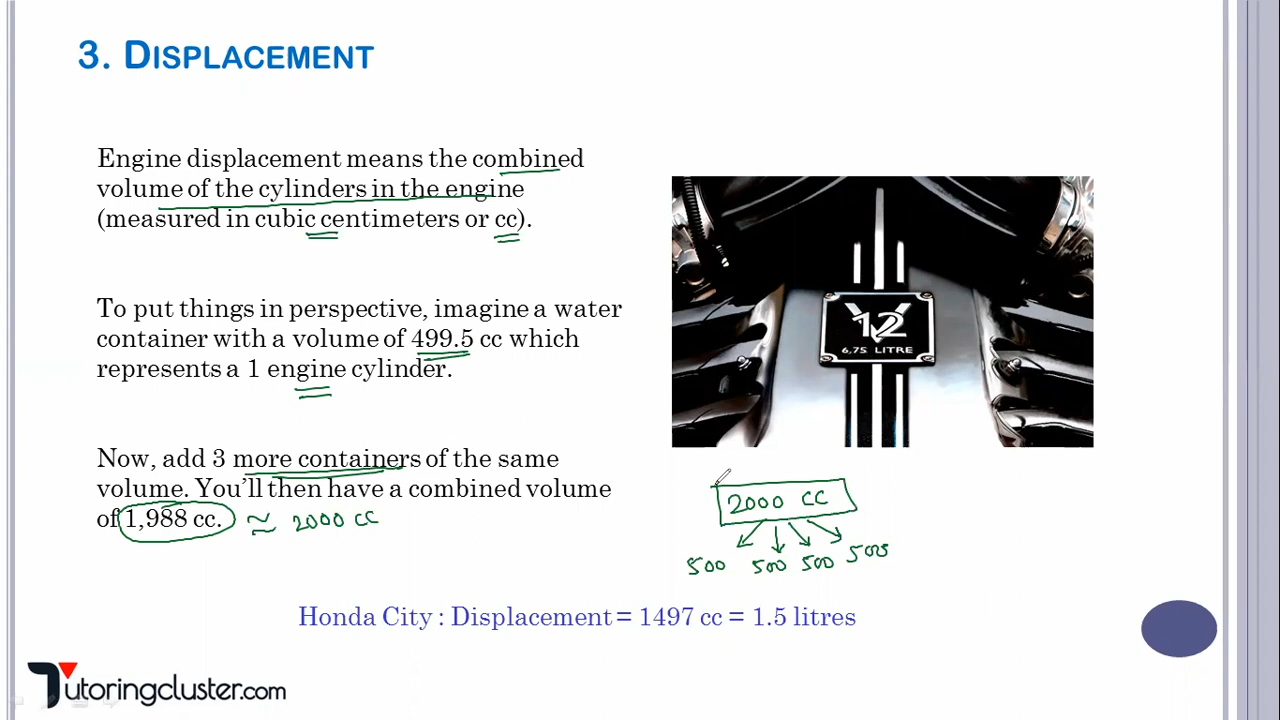 3. DISPLACEMENT
Engine displacement means the combined
volume of the cylinders in the engine
(measured in cubic centimeters or cc).
To put things in perspective, imagine a water
container with a volume of 499.5 cc which
represents a 1 engine cylinder.
Now, add 3 more containers of the same
volume. You'll then have a combined volume
of 1,988 cc. ≅ 2000 CC
V12
6,75 LITRE
2000 CC
500 500 500 500
Honda City : Displacement = 1497 cc = 1.5 litres
Tutoringcluster.com